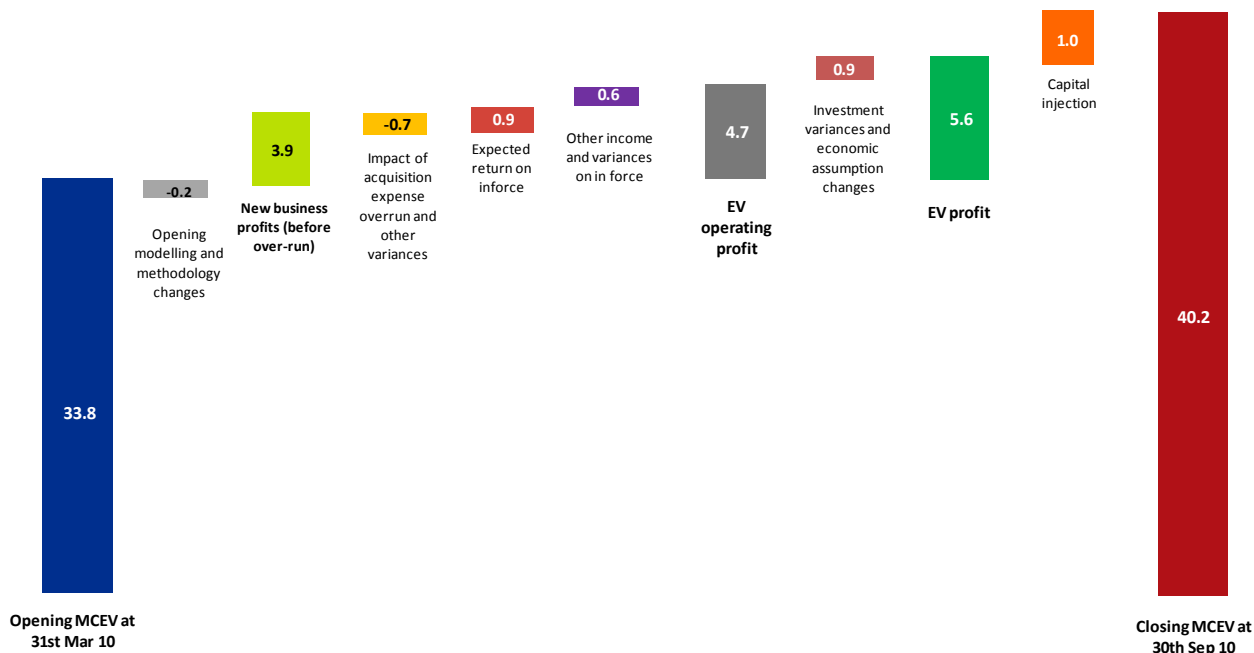 33.8
Opening MCEV at
31st Mar 10
-0.2
Opening
modelling and
methodology
changes
3.9
New business
profits (before
over-run)
-0.7
Impact of
acquisition
expense
overrun and
other
variances
0.9
Expected
return on
inforce
0.6
Other income
and variances
on in force
4.7
EV
operating
profit
0.9
Investment
variances and
economic
assumption
changes
5.6
EV profit
1.0
Capital
injection
40.2
Closing MCEV at
30th Sep 10